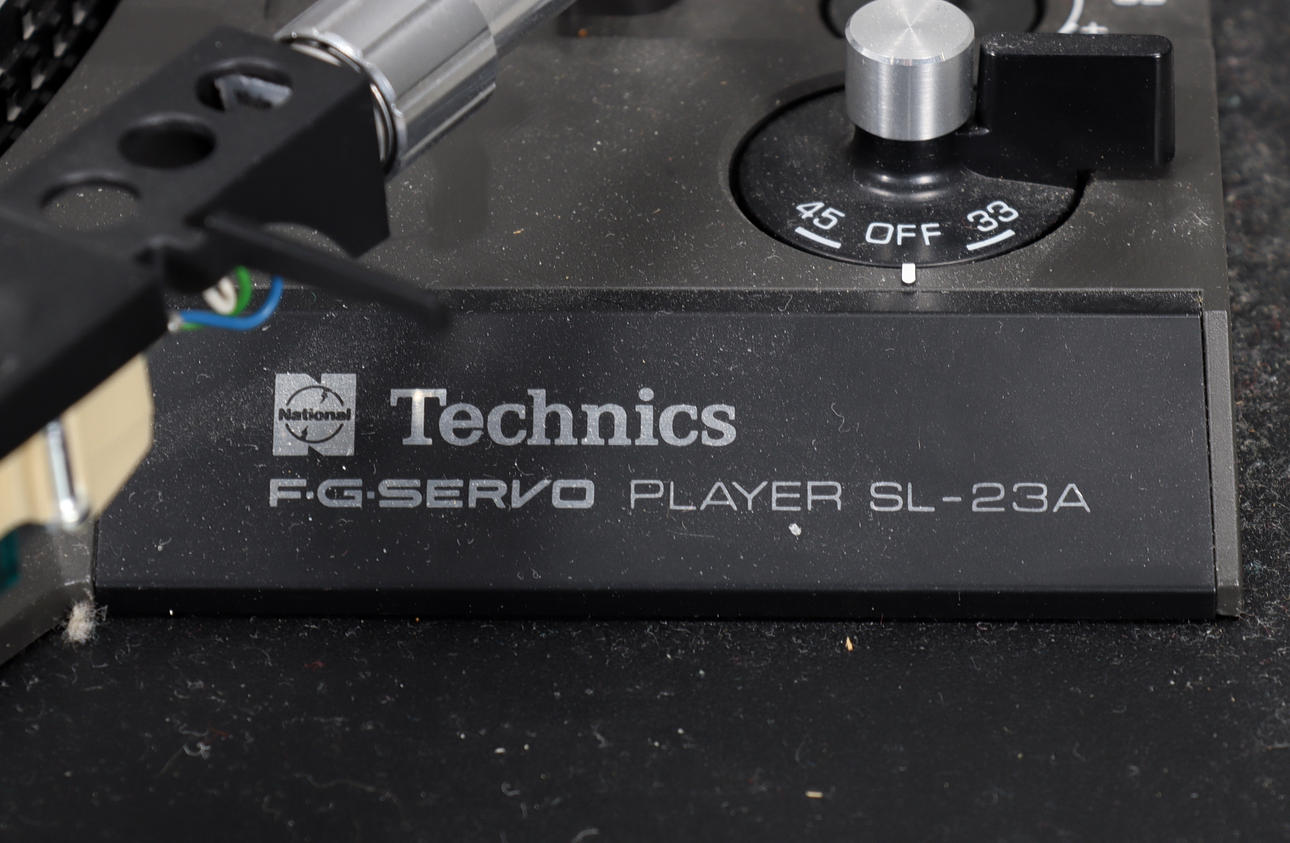 45 OFF 33
National
Technics
F·G·SERVO PLAYER SL-23A